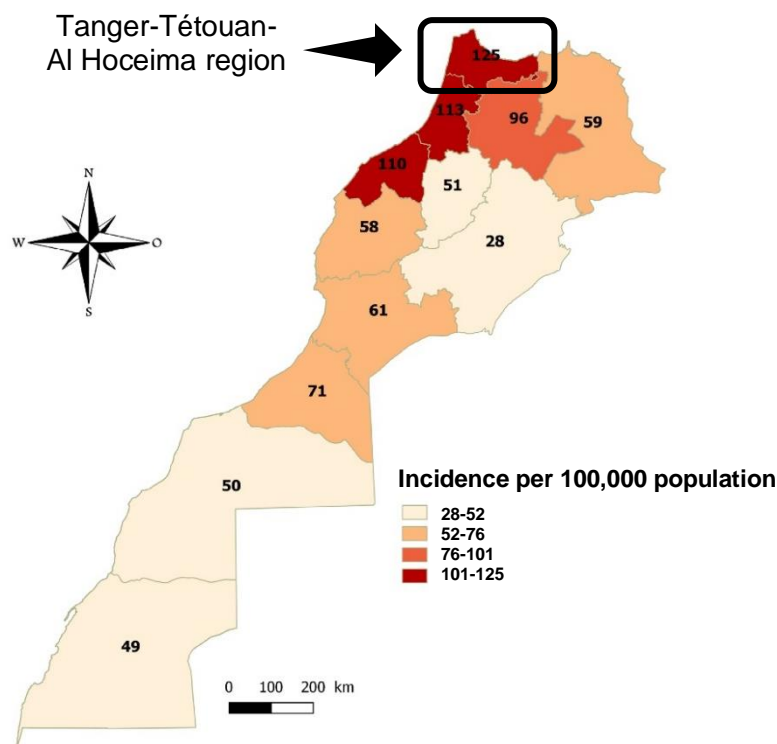 Tanger-Tétouan-
Al Hoceima region
125
113
96
59
110
51
58
28
61
71
50
49
N
W
O
S
Incidence per 100,000 population
28-52
52-76
76-101
101-125
0 100 200 km